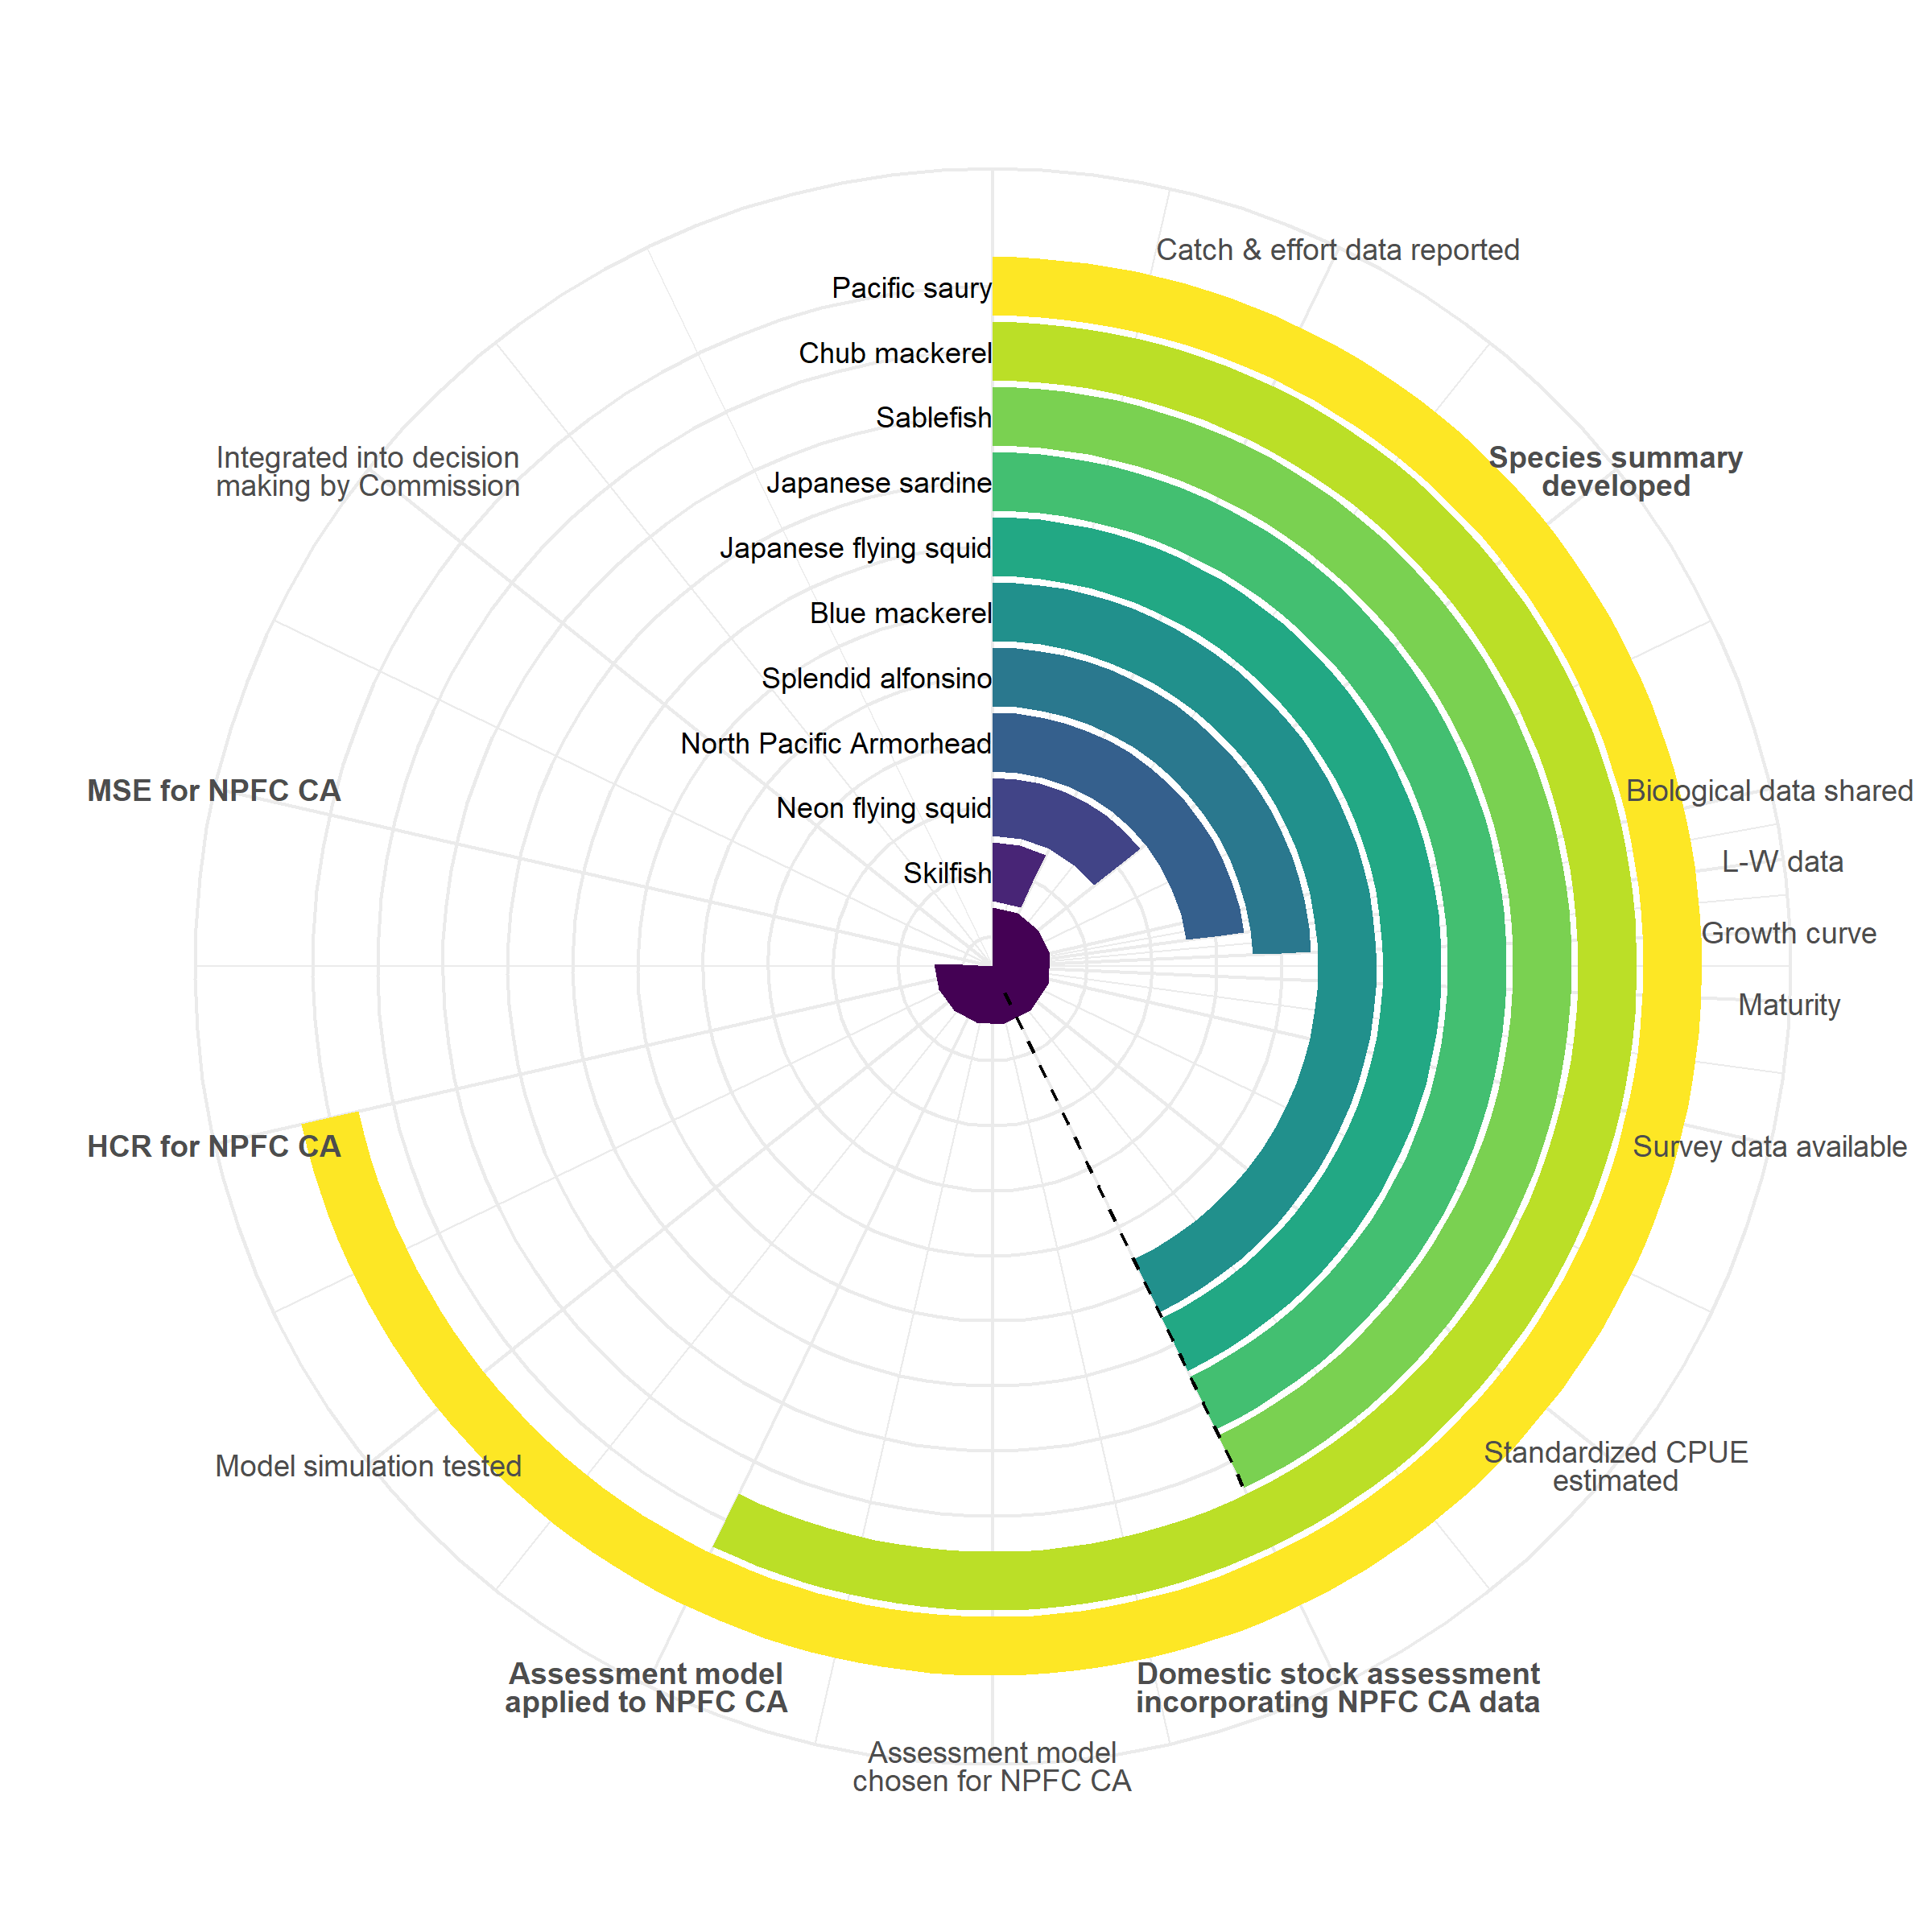 Catch & effort data reported
Pacific saury
Chub mackerel
Sablefish
Integrated into decision
making by Commission
Species summary
developed
Japanese sardine
Japanese flying squid
Blue mackerel
Splendid alfonsino
North Pacific Armorhead
MSE for NPFC CA
Biological data shared
Neon flying squid
L-W data
Skilfish
Growth curve
Maturity
HCR for NPFC CA
Survey data available
Model simulation tested
Standardized CPUE
estimated
Assessment model
applied to NPFC CA
Domestic stock assessment
incorporating NPFC CA data
Assessment model
chosen for NPFC CA